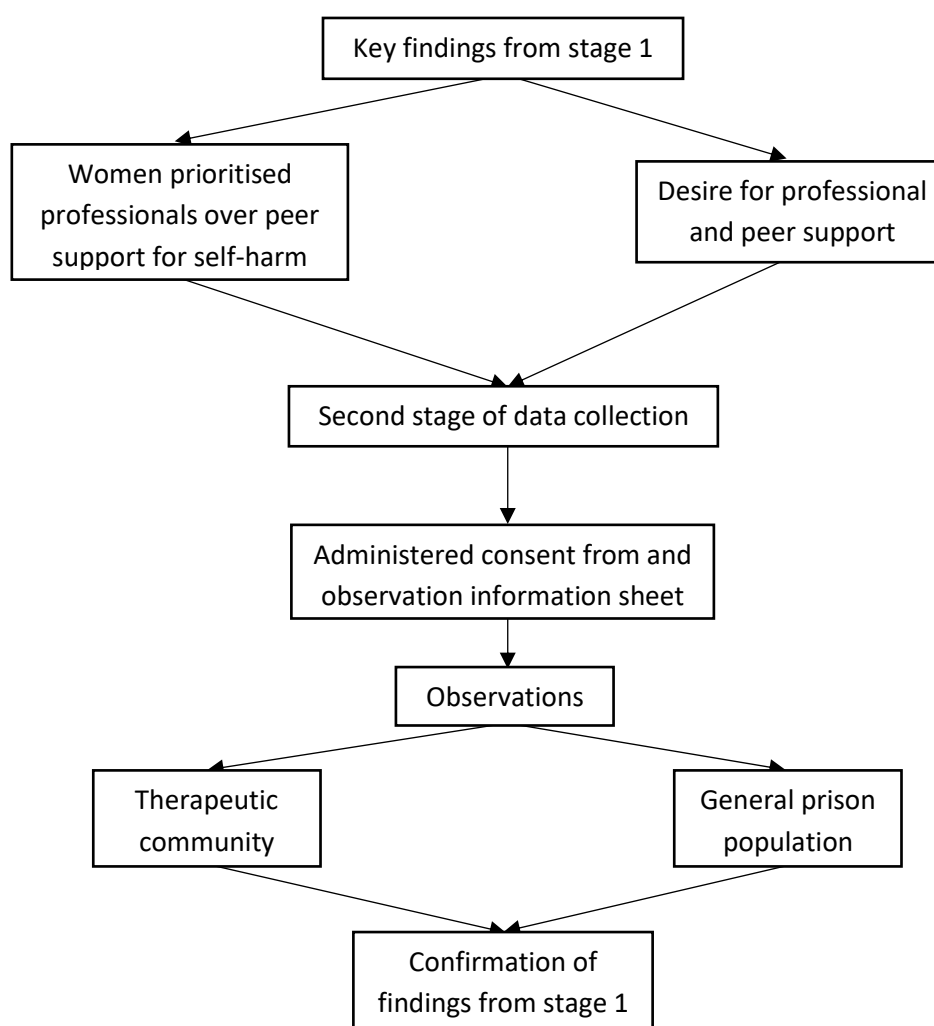 Key findings from stage 1
Women prioritised
professionals over peer
support for self-harm
Desire for professional
and peer support
Second stage of data collection
Administered consent from and
observation information sheet
Observations
Therapeutic
community
General prison
population
Confirmation of
findings from stage 1